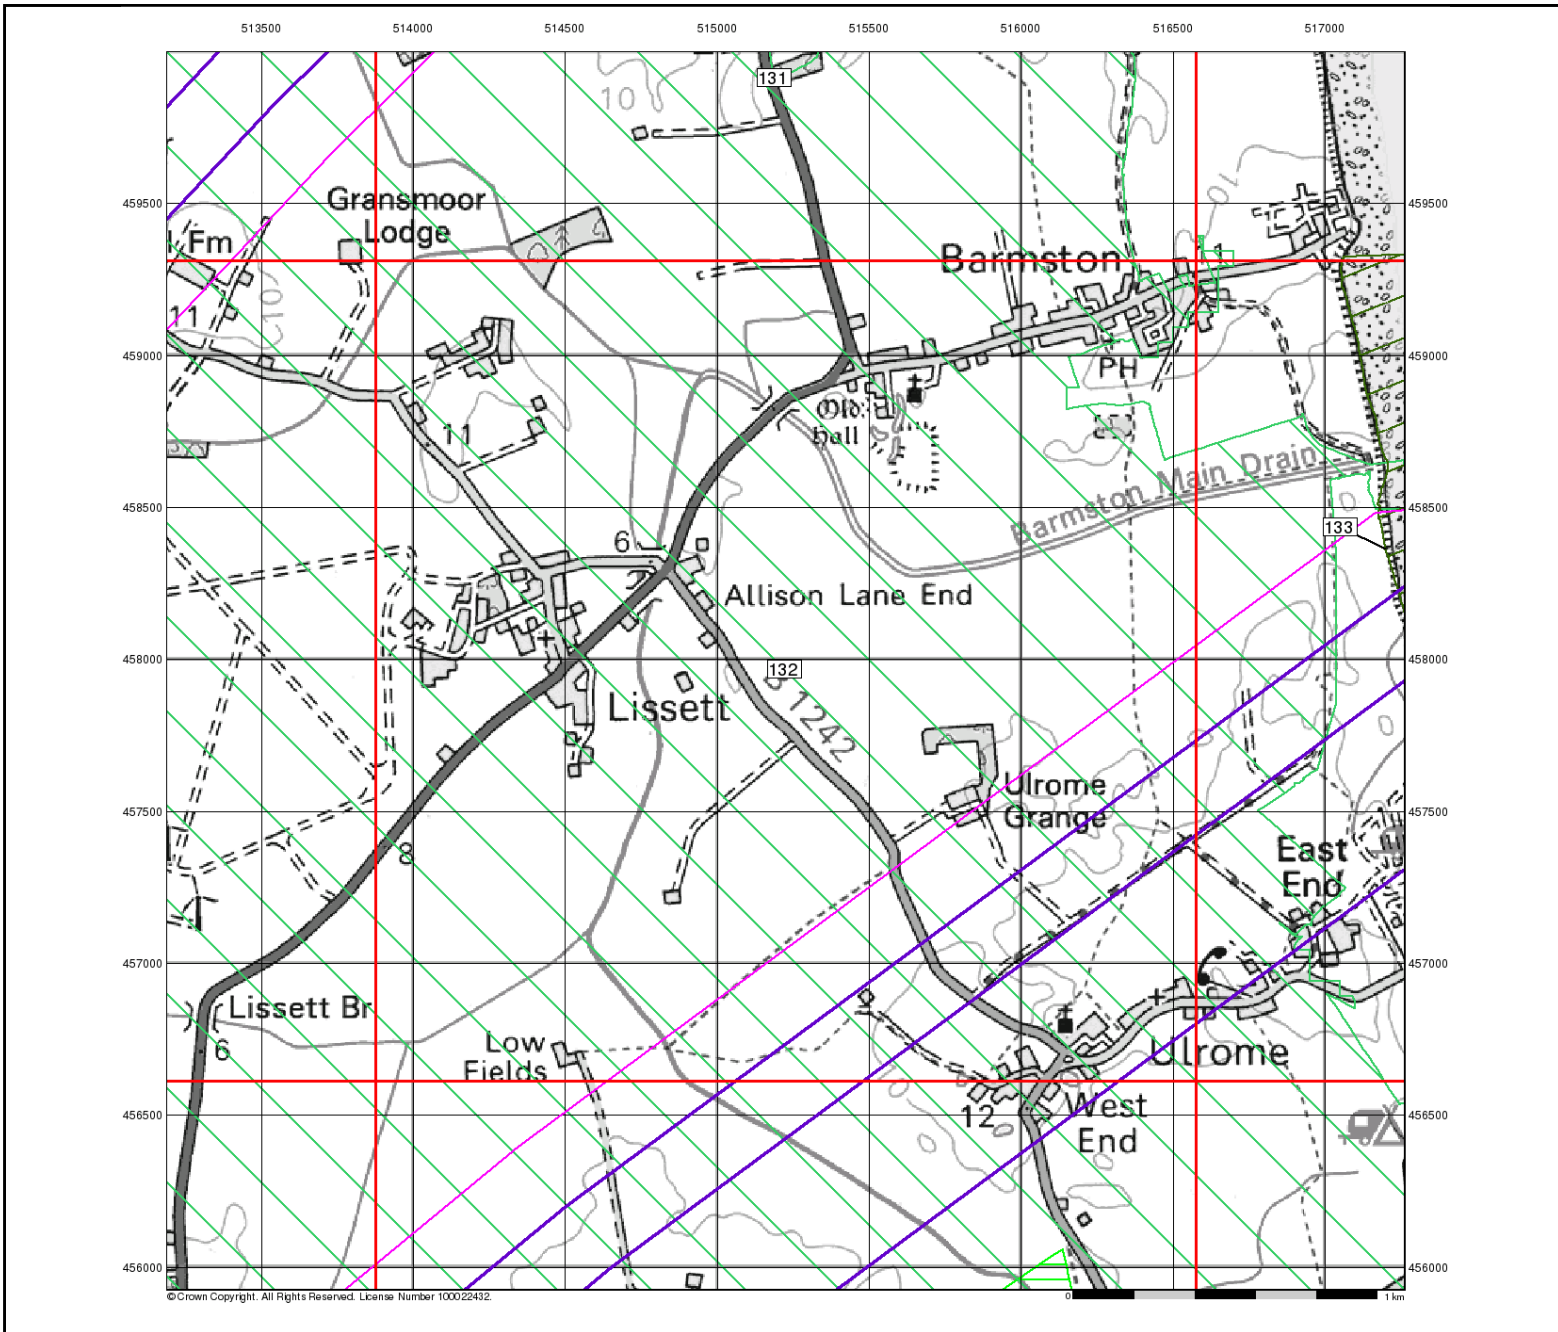 513500 514000 514500 515000 515500 516000 516500 517000
131
10
459500 459500
Gransmoor
Lodge
10
Fm
Barmston
1
10
11
459000 459000
PH
Old
hall
11
Barmston Main Drain
458500 458500
133
6
Allison Lane End
458000 458000
132
Lissett
B 1242
Ulrome
Grange
457500 457500
8
East
End
457000 457000
Lissett Br
6
Low
Fields
Ulrome
12
West
End
456500 456500
456000 456000
© Crown Copyright. All Rights Reserved. License Number 100022432.
0 1 km